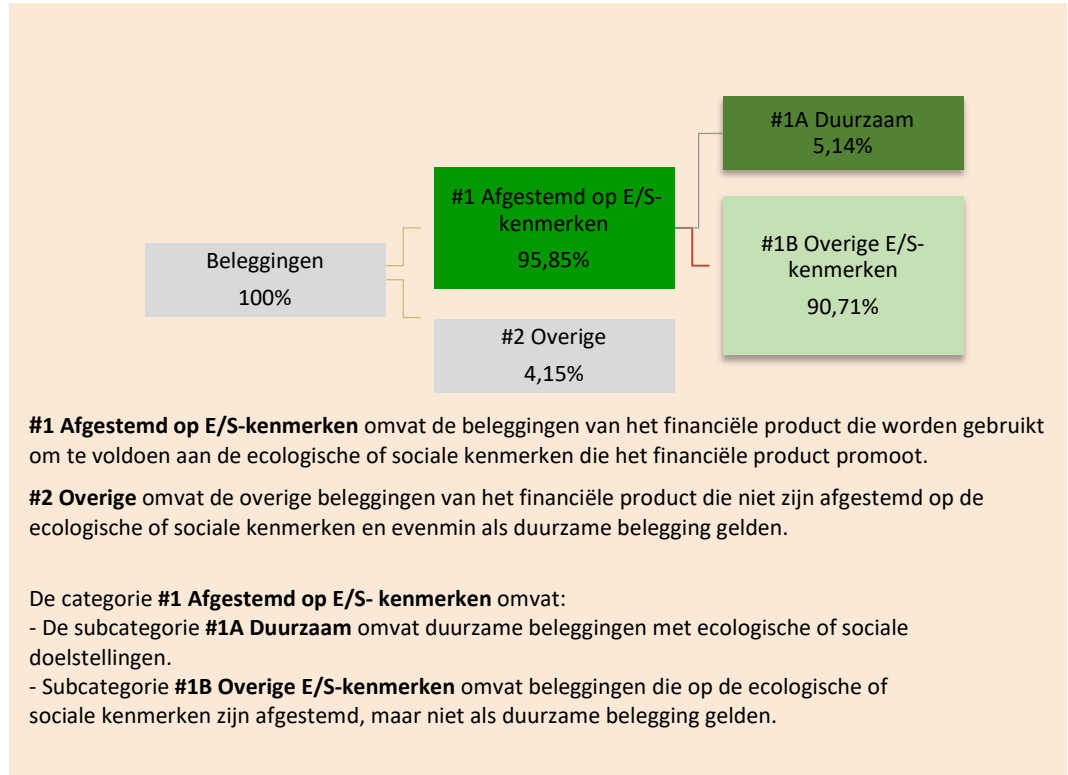 #1A Duurzaam
5,14%
#1 Afgestemd op E/S-
kenmerken
95,85%
#1B Overige E/S-
kenmerken
90,71%
Beleggingen
100%
#2 Overige
4,15%
#1 Afgestemd op E/S-kenmerken omvat de beleggingen van het financiële product die worden gebruikt
om te voldoen aan de ecologische of sociale kenmerken die het financiële product promoot.
#2 Overige omvat de overige beleggingen van het financiële product die niet zijn afgestemd op de
ecologische of sociale kenmerken en evenmin als duurzame belegging gelden.
De categorie #1 Afgestemd op E/S- kenmerken omvat:
- De subcategorie #1A Duurzaam omvat duurzame beleggingen met ecologische of sociale
doelstellingen.
- Subcategorie #1B Overige E/S-kenmerken omvat beleggingen die op de ecologische of
sociale kenmerken zijn afgestemd, maar niet als duurzame belegging gelden.